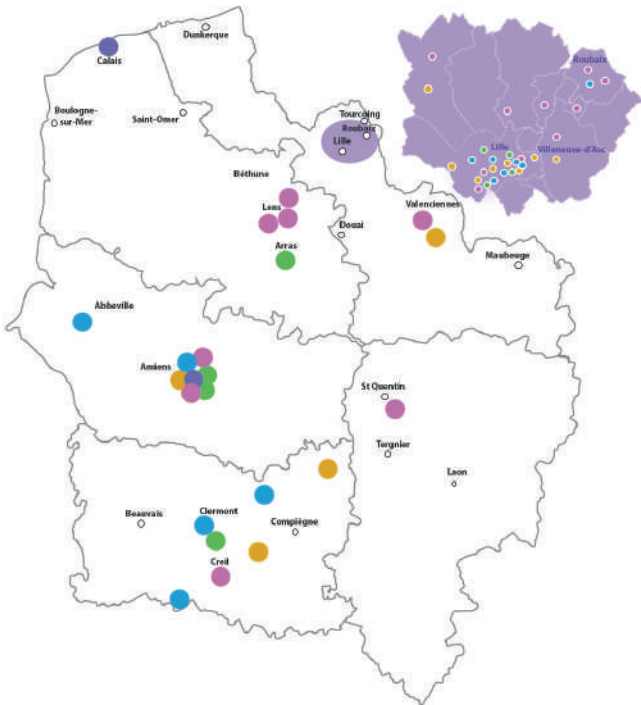 Dunkerque
Calais
Roubaix
Boulogne-
sur-Mer
Saint-Omer
Tourcoing
Roubaix
Lille
Lille
Villeneuve-d'Asc
Béthune
Lens
Valenciennes
Douai
Arras
Maubeuge
Abbeville
Amiens
St Quentin
Tergnier
Laon
Beauvais
Clermont
Compiègne
Creil